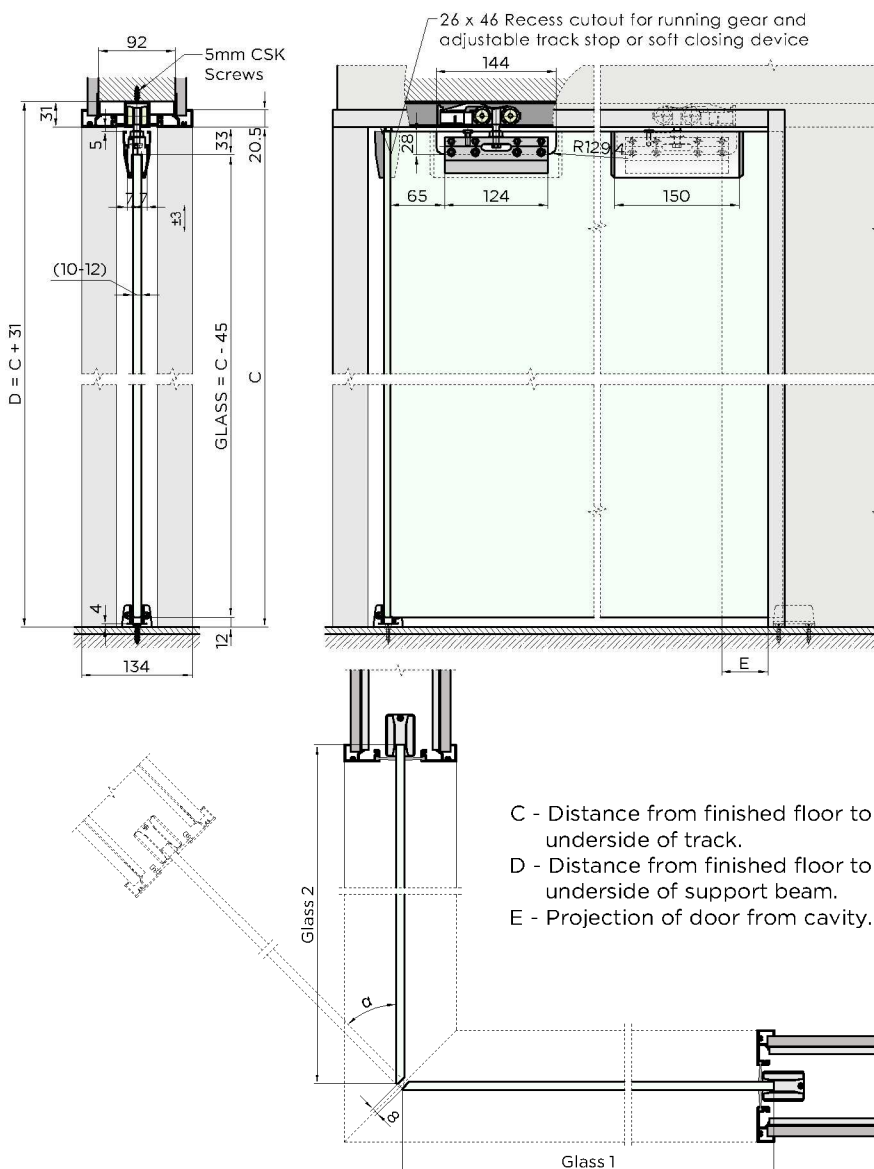 26 x 46 Recess cutout for running gear and
adjustable track stop or soft closing device
92
5mm CSK
Screws
144
31
5
33
20.5
28
R129.4
65
124
150
7.7
±3
(10-12)
D = C + 31
GLASS = C - 45
C
4
12
134
E
Glass 2
α
8
Glass 1
C - Distance from finished floor to
underside of track.
D - Distance from finished floor to
underside of support beam.
E - Projection of door from cavity.